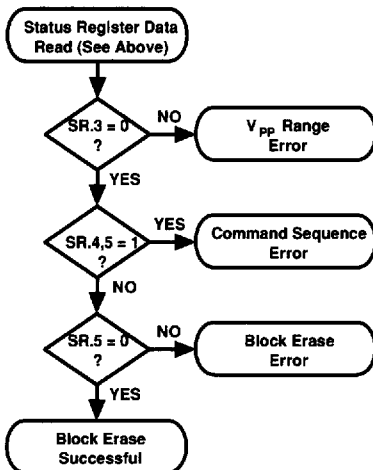 Status Register Data
Read (See Above)
SR.3 = 0
?
NO
VPP Range
Error
YES
SR.4,5 = 1
?
YES
Command Sequence
Error
NO
SR.5 = 0
?
NO
Block Erase
Error
YES
Block Erase
Successful